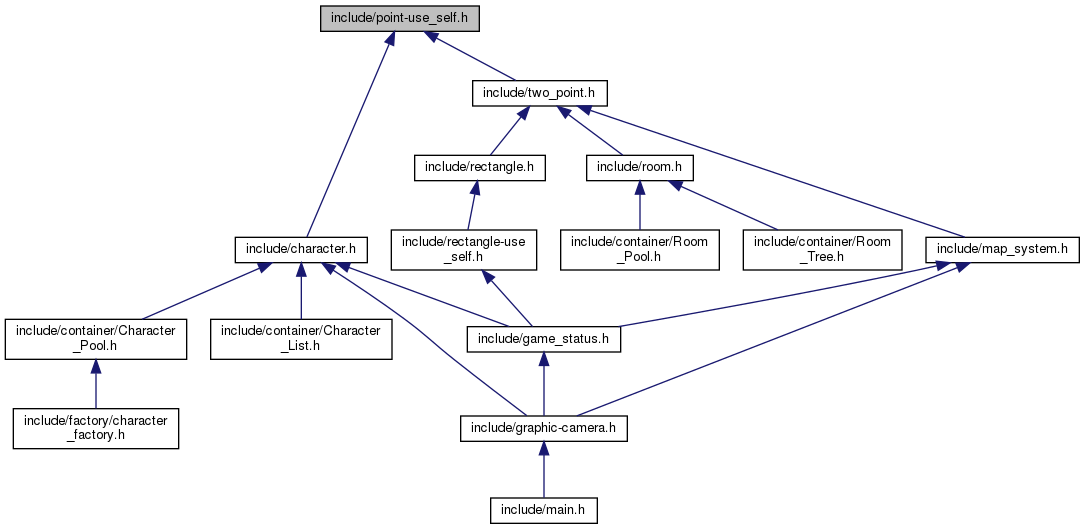 include/point-use_self.h
include/two_point.h
include/rectangle.h
include/room.h
include/character.h
include/rectangle-use
_self.h
include/container/Room
_Pool.h
include/container/Room
_Tree.h
include/map_system.h
include/container/Character
_Pool.h
include/container/Character
_List.h
include/game_status.h
include/factory/character
_factory.h
include/graphic-camera.h
include/main.h